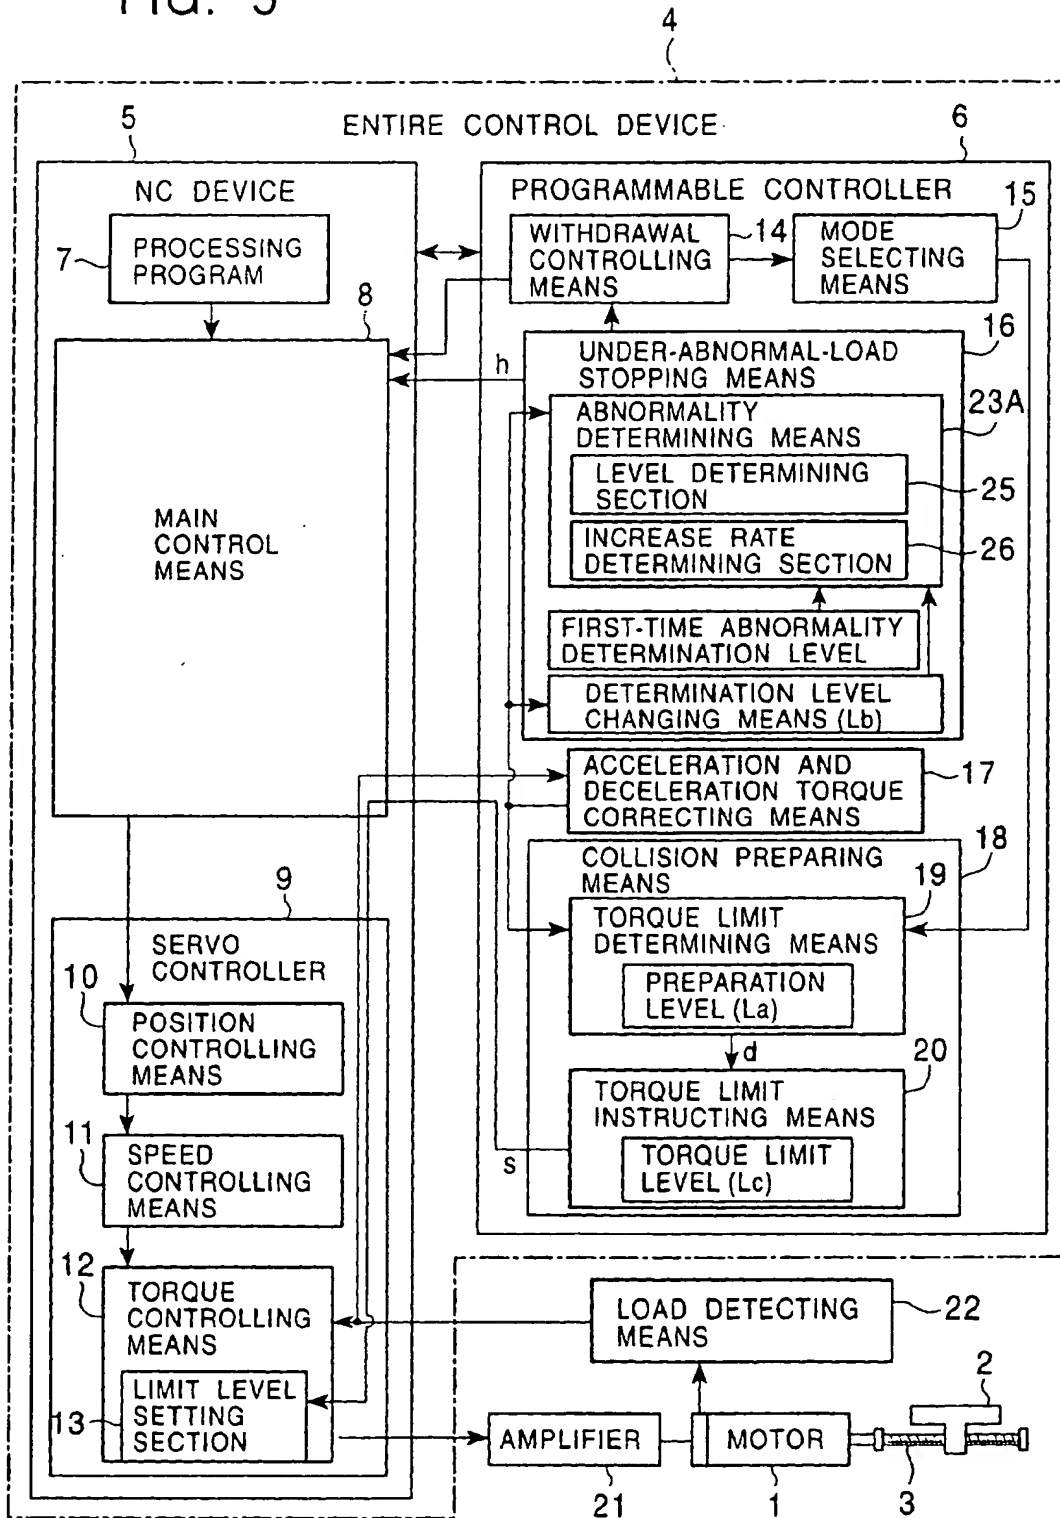 FIG. 5
4
ENTIRE CONTROL DEVICE
5
6
NC DEVICE
PROGRAMMABLE CONTROLLER
7
PROCESSING
PROGRAM
WITHDRAWAL
CONTROLLING
MEANS
14
MODE
SELECTING
MEANS
15
8
MAIN
CONTROL
MEANS
h
UNDER-ABNORMAL-LOAD
STOPPING MEANS
16
ABNORMALITY
DETERMINING MEANS
23A
LEVEL DETERMINING
SECTION
25
INCREASE RATE
DETERMINING SECTION
26
FIRST-TIME ABNORMALITY
DETERMINATION LEVEL
DETERMINATION LEVEL
CHANGING MEANS (Lb)
ACCELERATION AND
DECELERATION TORQUE
CORRECTING MEANS
17
COLLISION PREPARING
MEANS
18
TORQUE LIMIT
DETERMINING MEANS
19
PREPARATION
LEVEL (La)
d
TORQUE LIMIT
INSTRUCTING MEANS
20
TORQUE LIMIT
LEVEL (Lc)
s
9
SERVO
CONTROLLER
10
POSITION
CONTROLLING
MEANS
11
SPEED
CONTROLLING
MEANS
12
TORQUE
CONTROLLING
MEANS
13
LIMIT LEVEL
SETTING
SECTION
LOAD DETECTING
MEANS
22
AMPLIFIER
21
MOTOR
1
2
3